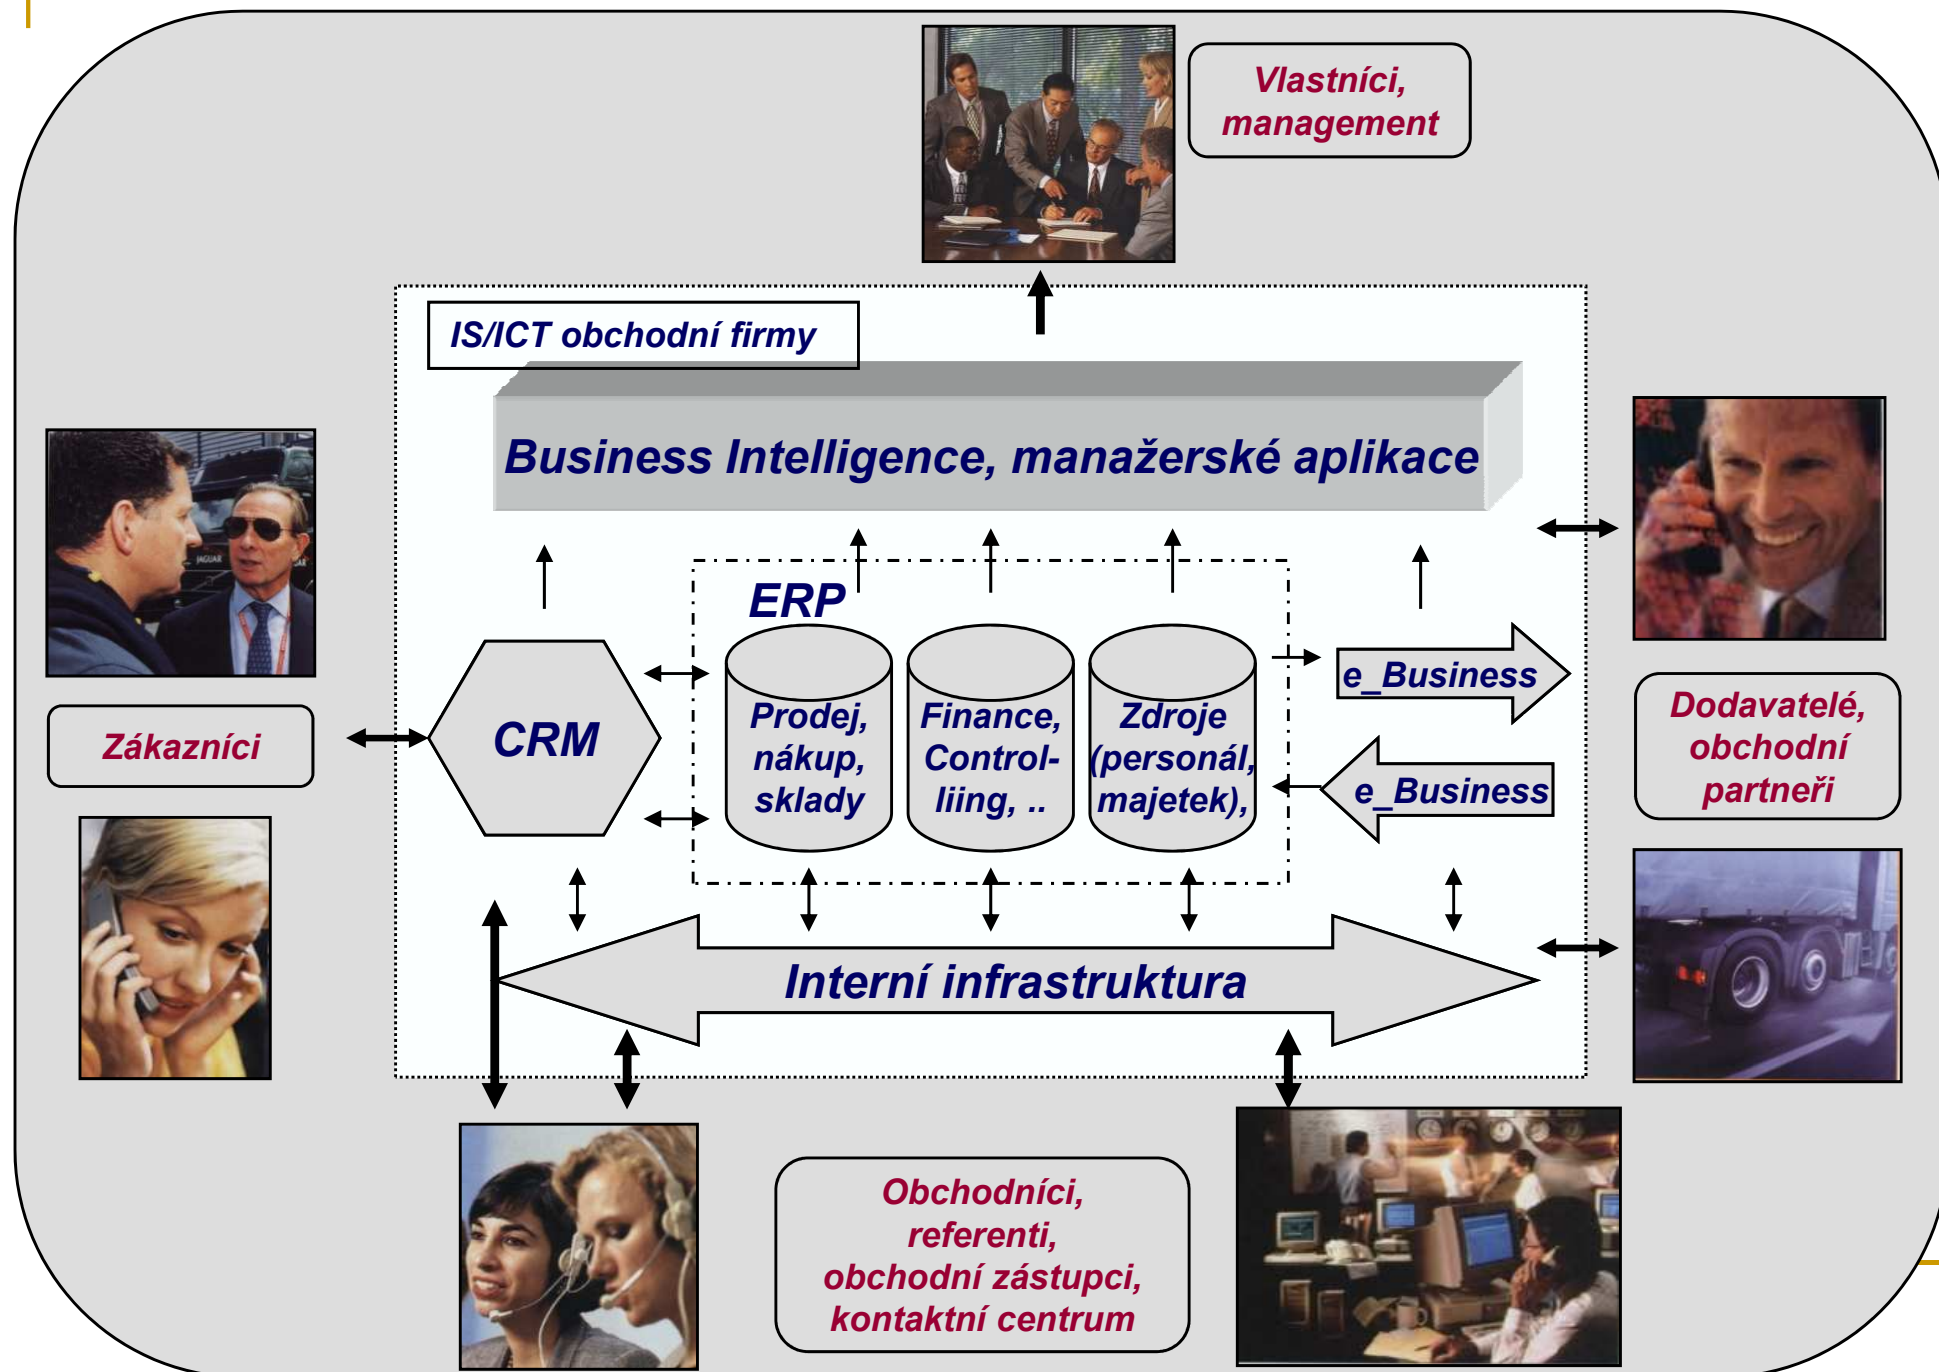 Vlastníci,
management
IS/ICT obchodní firmy
Business Intelligence, manažerské aplikace
JAGUAR
ERP
CRM
Prodej,
nákup,
sklady
Finance,
Control-
liing, ..
Zdroje
(personál,
majetek),
e_Business
e_Business
Zákazníci
Dodavatelé,
obchodní
partneři
Interní infrastruktura
Obchodníci,
referenti,
obchodní zástupci,
kontaktní centrum